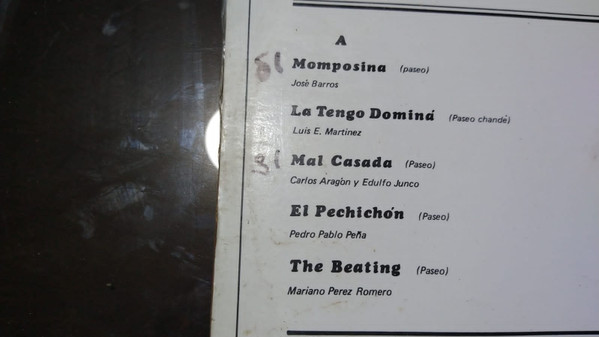 A
Momposina (paseo)
Josè Barros
La Tengo Dominá (Paseo chandé)
Luis E. Martinez
Mal Casada (Paseo)
Carlos Aragòn y Edulfo Junco
El Pechichón (Paseo)
Pedro Pablo Peña
The Beating (Paseo)
Mariano Perez Romero